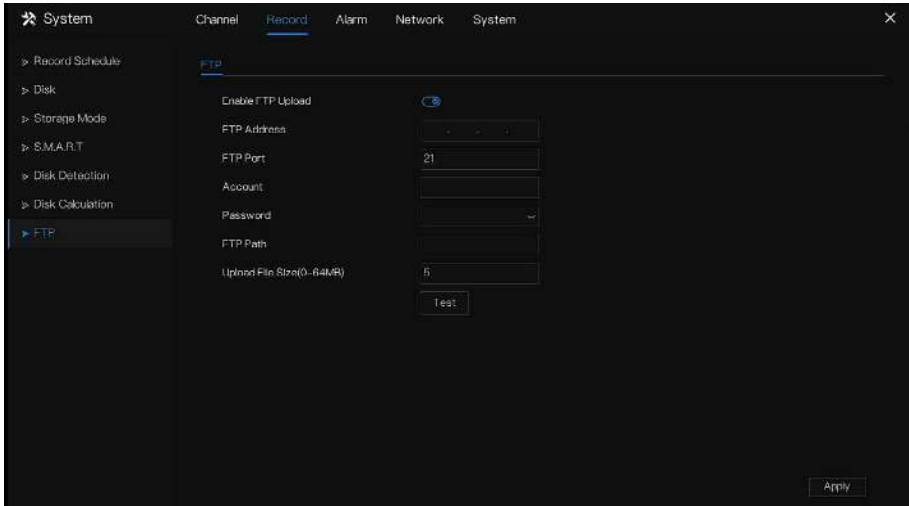 System
Channel Record Alarm Network System
Record Schedule
Disk
Storage Mode
S.M.A.R.T
Disk Detection
Disk Calculation
FTP
FTP
Enable FTP Upload
FTP Address . . .
FTP Port 21
Account
Password
FTP Path
Upload File Size(0~64MB) 5
Test
Apply